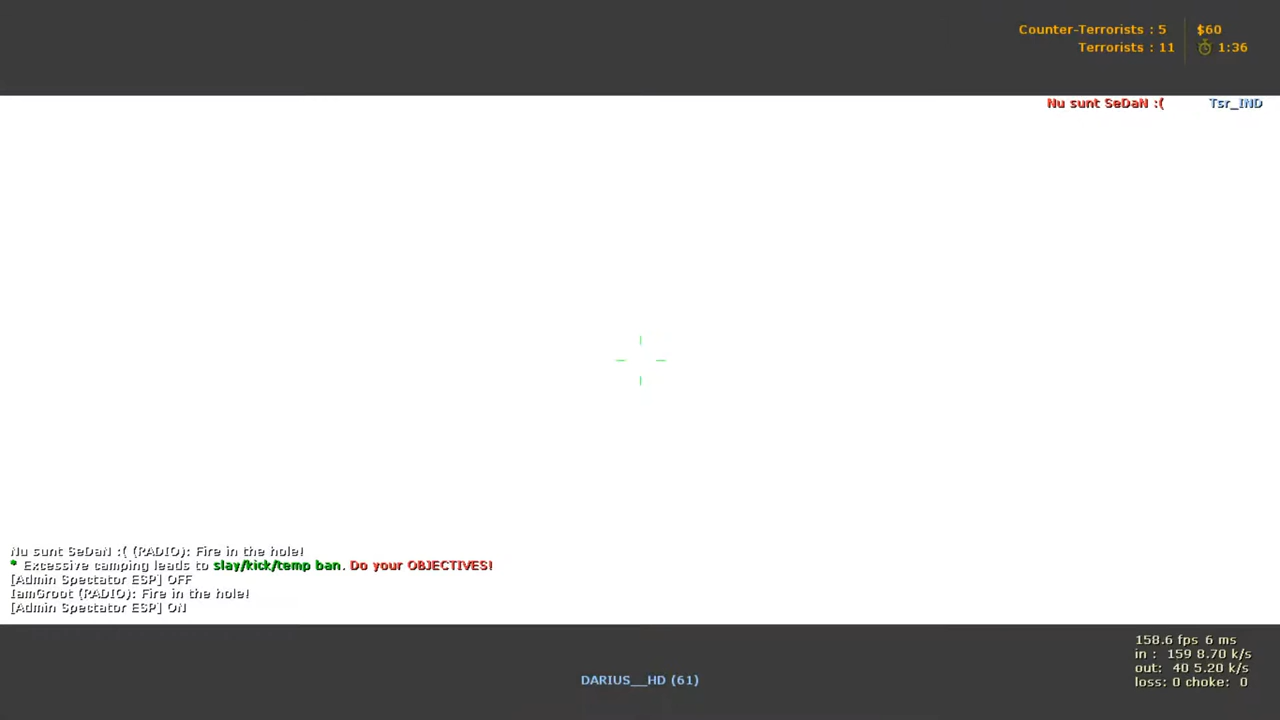 Counter-Terrorists : 5 $60
Terrorists : 11 1:36
Nu sunt SeDaN :( Tsr_IND
Nu sunt SeDaN :( (RADIO): Fire in the hole!
* Excessive camping leads to slay/kick/temp ban. Do your OBJECTIVES!
[Admin Spectator ESP] OFF
IamGroot (RADIO): Fire in the hole!
[Admin Spectator ESP] ON
158.6 fps 6 ms
in : 159 8.70 k/s
out: 40 5.20 k/s
loss: 0 choke: 0
DARIUS__HD (61)